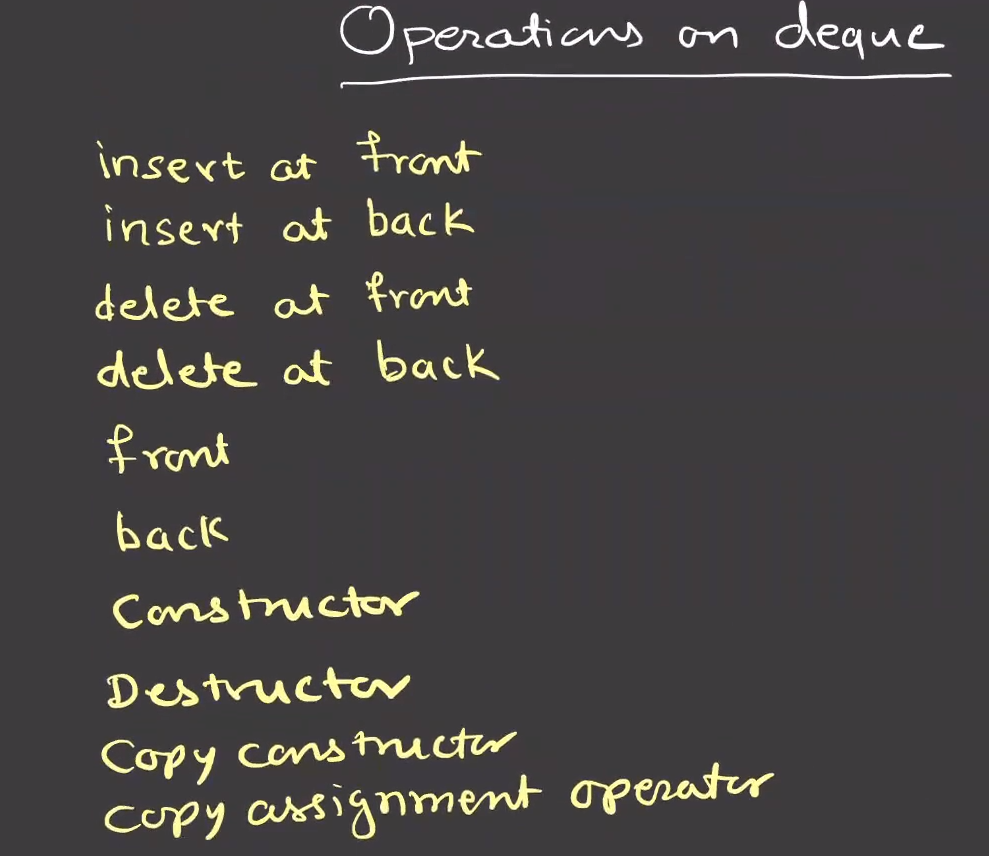 Operations on deque
insert at front
insert at back
delete at front
delete at back
front
back
Constructor
Destructor
Copy constructor
copy assignment operator